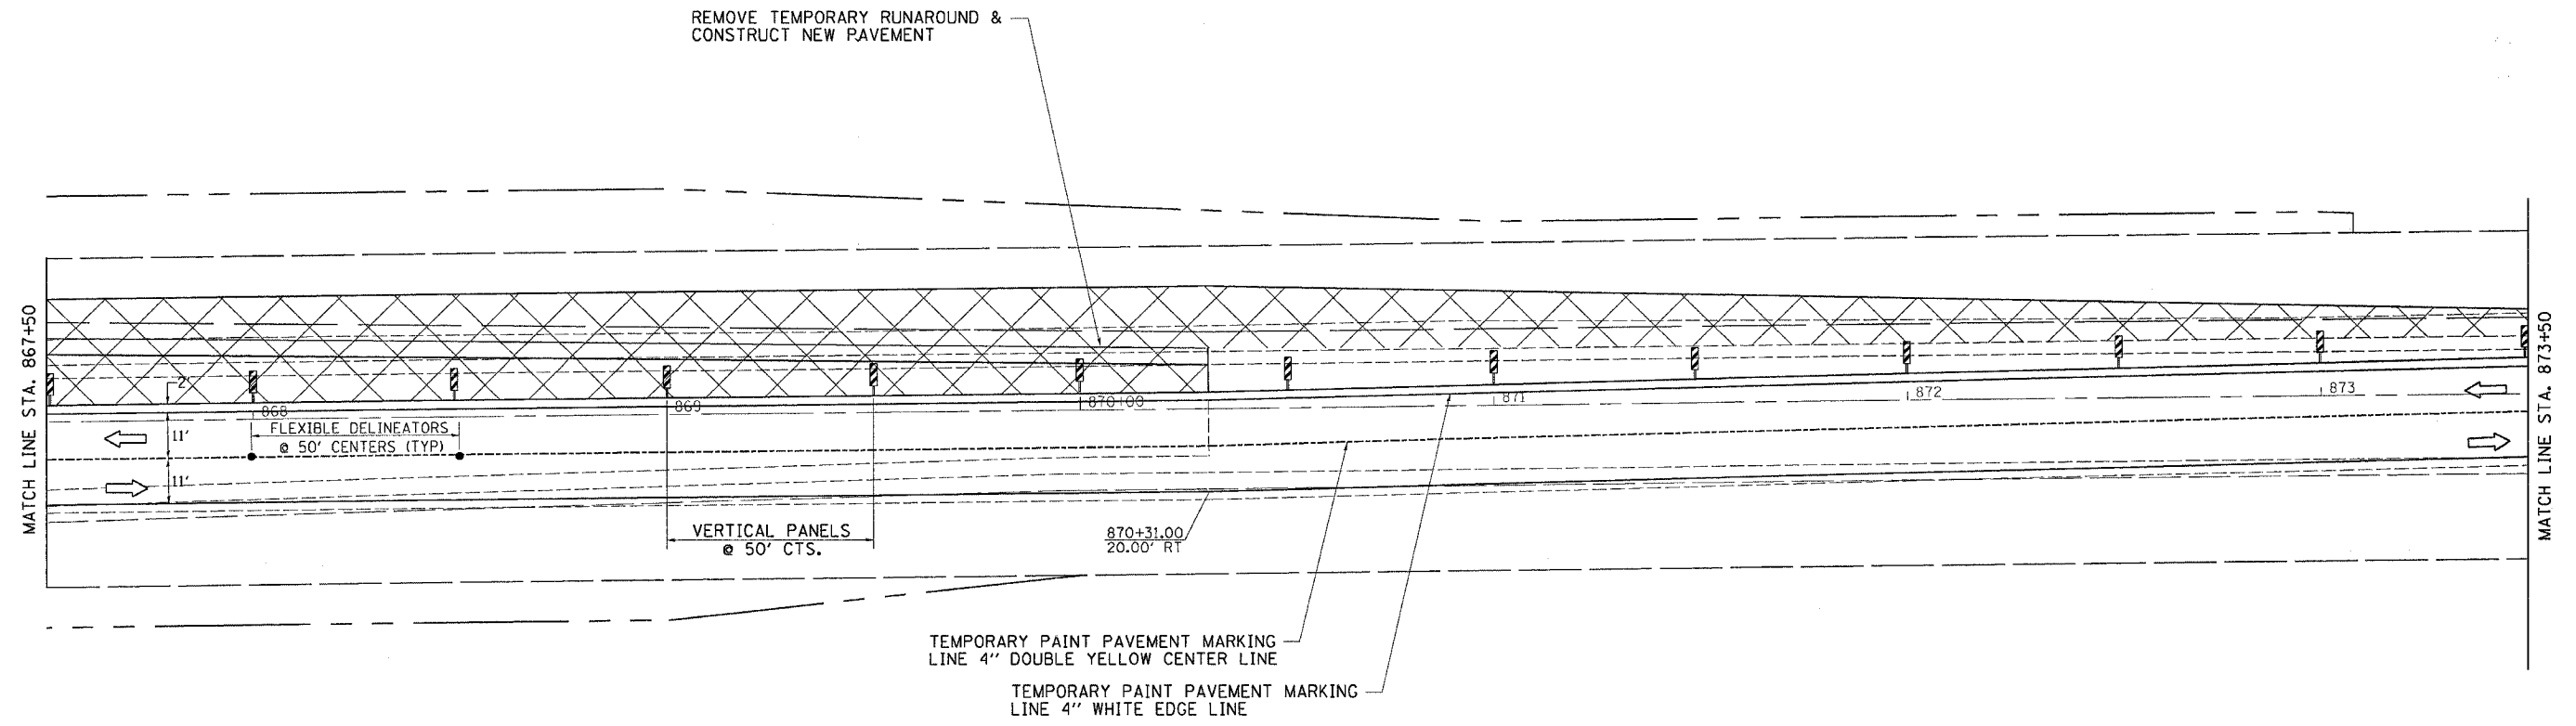 REMOVE TEMPORARY RUNAROUND &
CONSTRUCT NEW PAVEMENT
MATCH LINE STA. 867+50
MATCH LINE STA. 873+50
2'
868
869
870+00
871
872
873
11'
FLEXIBLE DELINEATORS
@ 50' CENTERS (TYP)
11'
VERTICAL PANELS
@ 50' CTS.
870+31.00
20.00' RT
TEMPORARY PAINT PAVEMENT MARKING
LINE 4'' DOUBLE YELLOW CENTER LINE
TEMPORARY PAINT PAVEMENT MARKING
LINE 4'' WHITE EDGE LINE